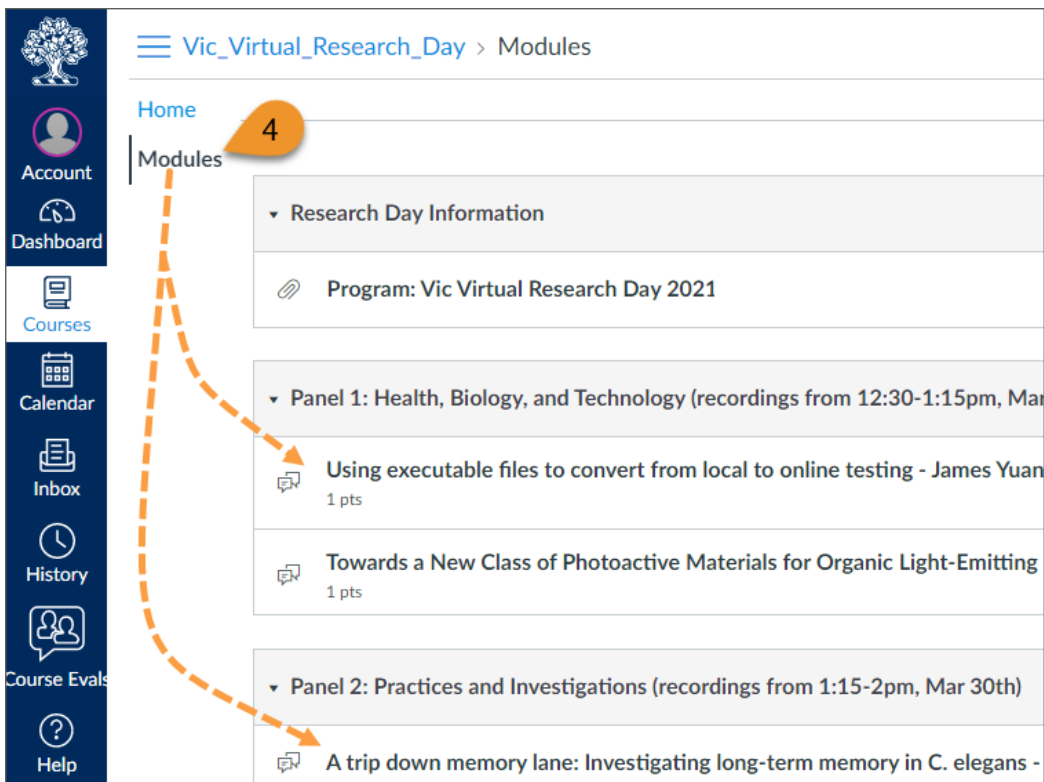 Vic_Virtual_Research_Day > Modules
Home
4
Modules
Account
Dashboard
Courses
Calendar
Inbox
History
Course Evals
Help
Research Day Information
Program: Vic Virtual Research Day 2021
Panel 1: Health, Biology, and Technology (recordings from 12:30-1:15pm, Mar
Using executable files to convert from local to online testing - James Yuan
1 pts
Towards a New Class of Photoactive Materials for Organic Light-Emitting
1 pts
Panel 2: Practices and Investigations (recordings from 1:15-2pm, Mar 30th)
A trip down memory lane: Investigating long-term memory in C. elegans -